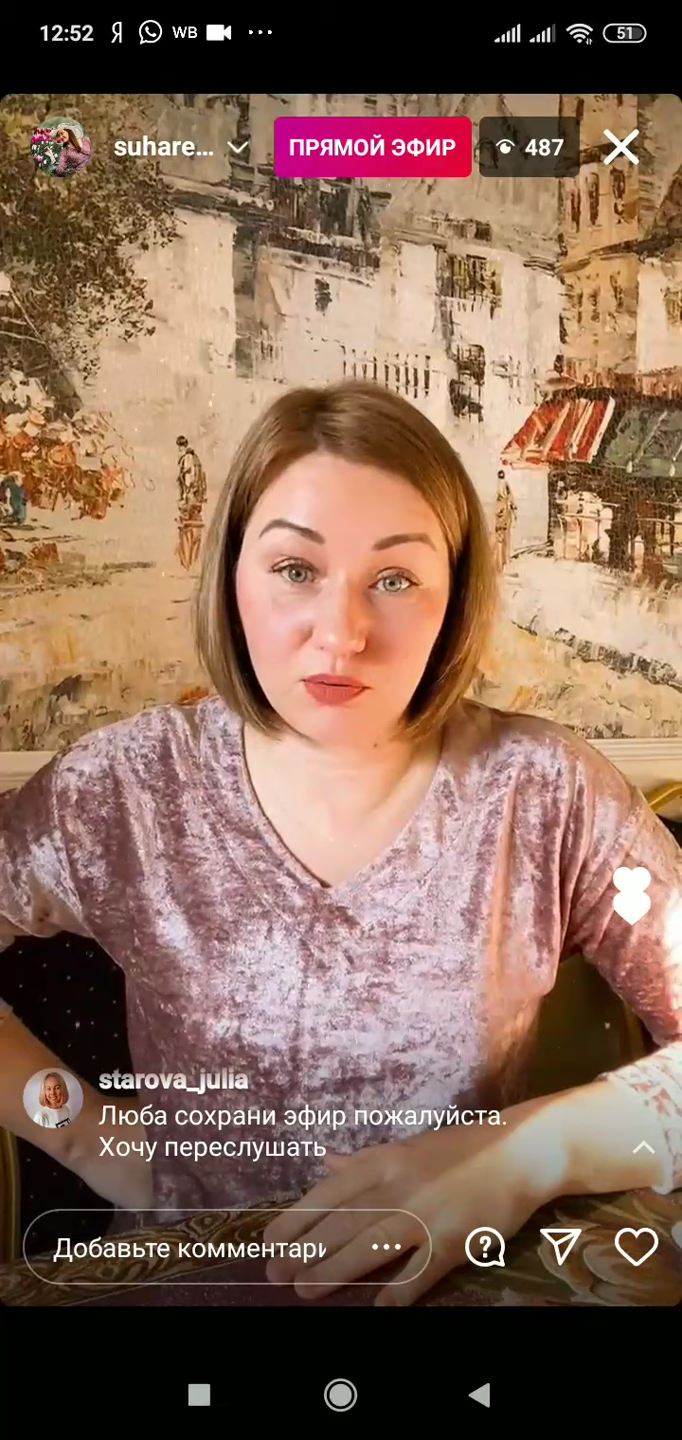 12:52 Я WB 51
suhare... ПРЯМОЙ ЭФИР 487
starova_julia
Люба сохрани эфир пожалуйста.
Хочу переслушать
Добавьте комментари